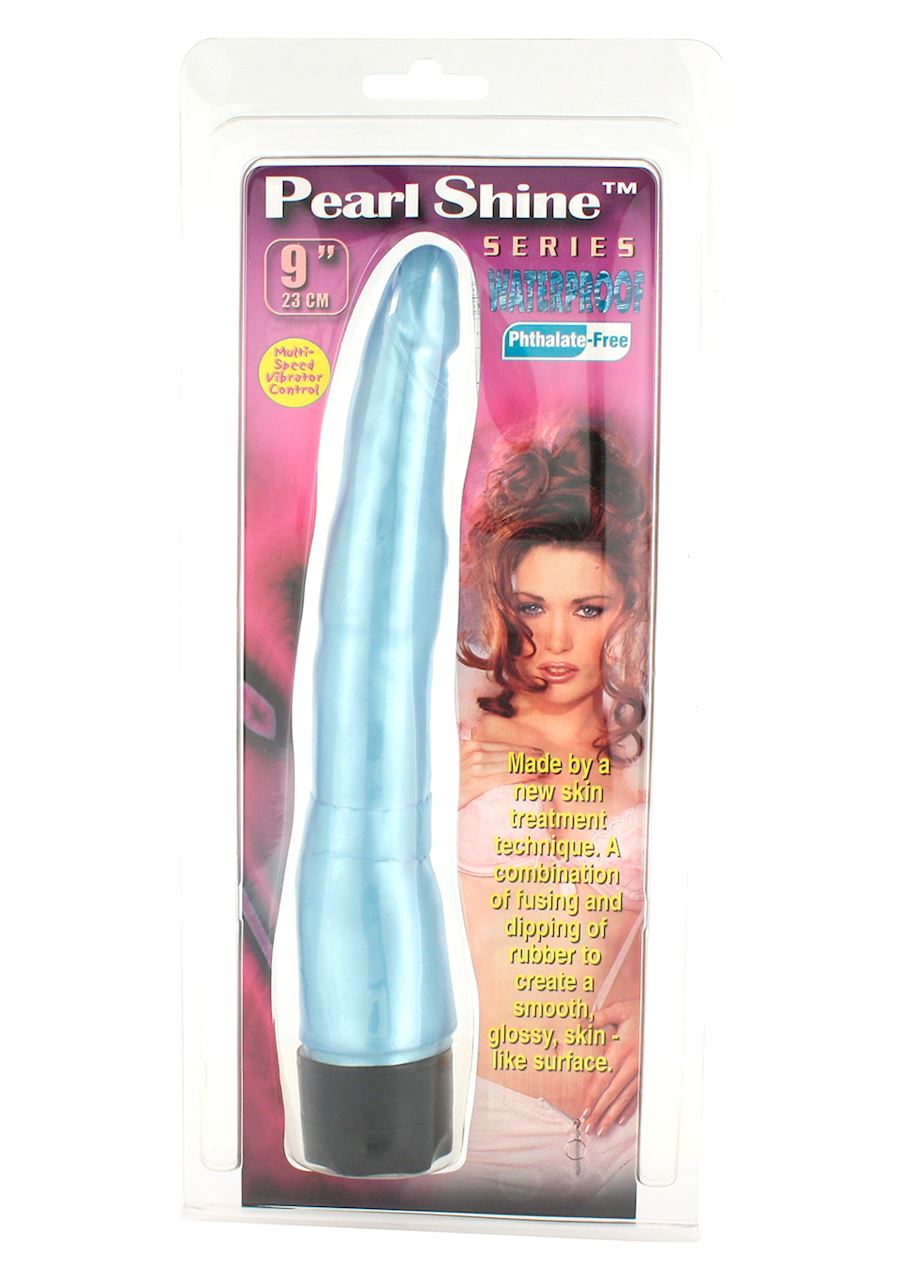 Pearl Shine™
SERIES
9”
23 CM
WATERPROOF
Phthalate-Free
Multi-
Speed
Vibrator
Control
Made by a
new skin
treatment
technique. A
combination
of fusing and
dipping of
rubber to
create a
smooth,
glossy, skin -
like surface.